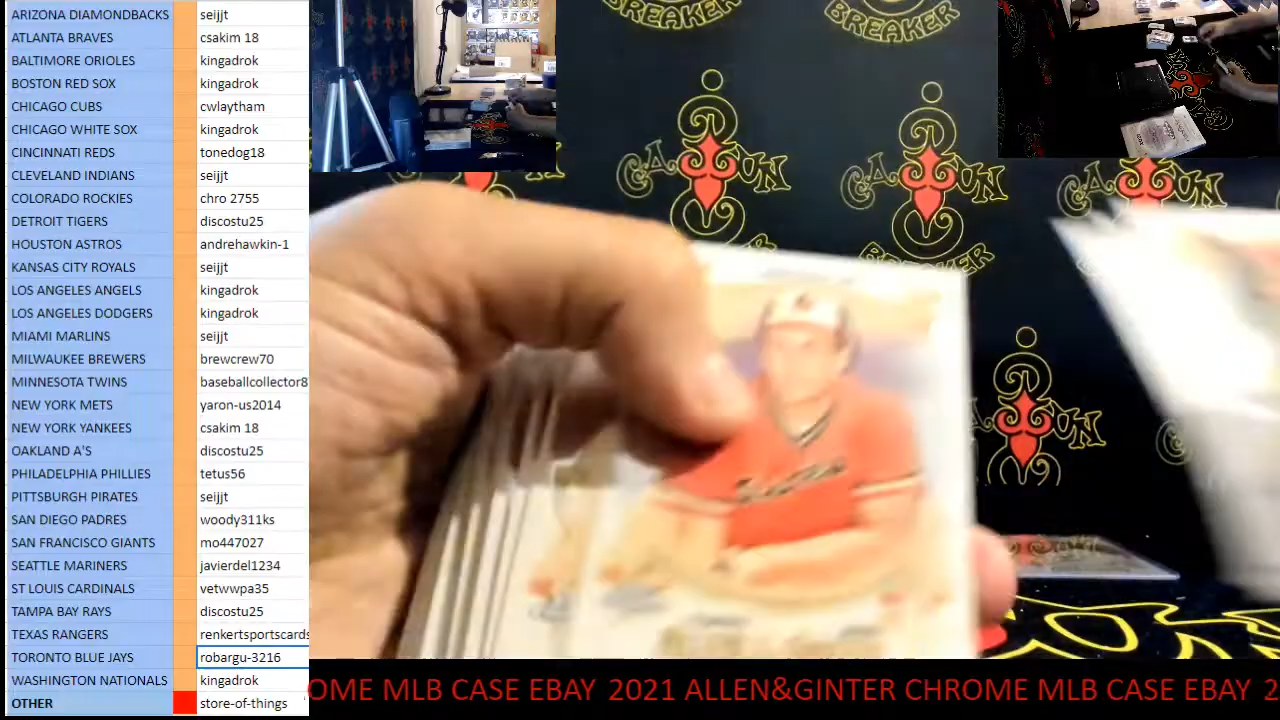 ARIZONA DIAMONDBACKS seijjt
ATLANTA BRAVES csakim 18
BALTIMORE ORIOLES kingadrok
BOSTON RED SOX kingadrok
CHICAGO CUBS cwlaytham
CHICAGO WHITE SOX kingadrok
CINCINNATI REDS tonedog18
CLEVELAND INDIANS seijjt
COLORADO ROCKIES chro 2755
DETROIT TIGERS discostu25
HOUSTON ASTROS andrehawkin-1
KANSAS CITY ROYALS seijjt
LOS ANGELES ANGELS kingadrok
LOS ANGELES DODGERS kingadrok
MIAMI MARLINS seijjt
MILWAUKEE BREWERS brewcrew70
MINNESOTA TWINS baseballcollector8
NEW YORK METS yaron-us2014
NEW YORK YANKEES csakim 18
OAKLAND A'S discostu25
PHILADELPHIA PHILLIES tetus56
PITTSBURGH PIRATES seijjt
SAN DIEGO PADRES woody311ks
SAN FRANCISCO GIANTS mo447027
SEATTLE MARINERS javierdel1234
ST LOUIS CARDINALS vetwwpa35
TAMPA BAY RAYS discostu25
TEXAS RANGERS renkertsportscards
TORONTO BLUE JAYS robargu-3216
WASHINGTON NATIONALS kingadrok
OTHER store-of-things
BREAKER BREAKER
CAJUN CAJUN CAJUN
BREAKER
CAJUN
OME MLB CASE EBAY 2021 ALLEN&GINTER CHROME MLB CASE EBAY 2